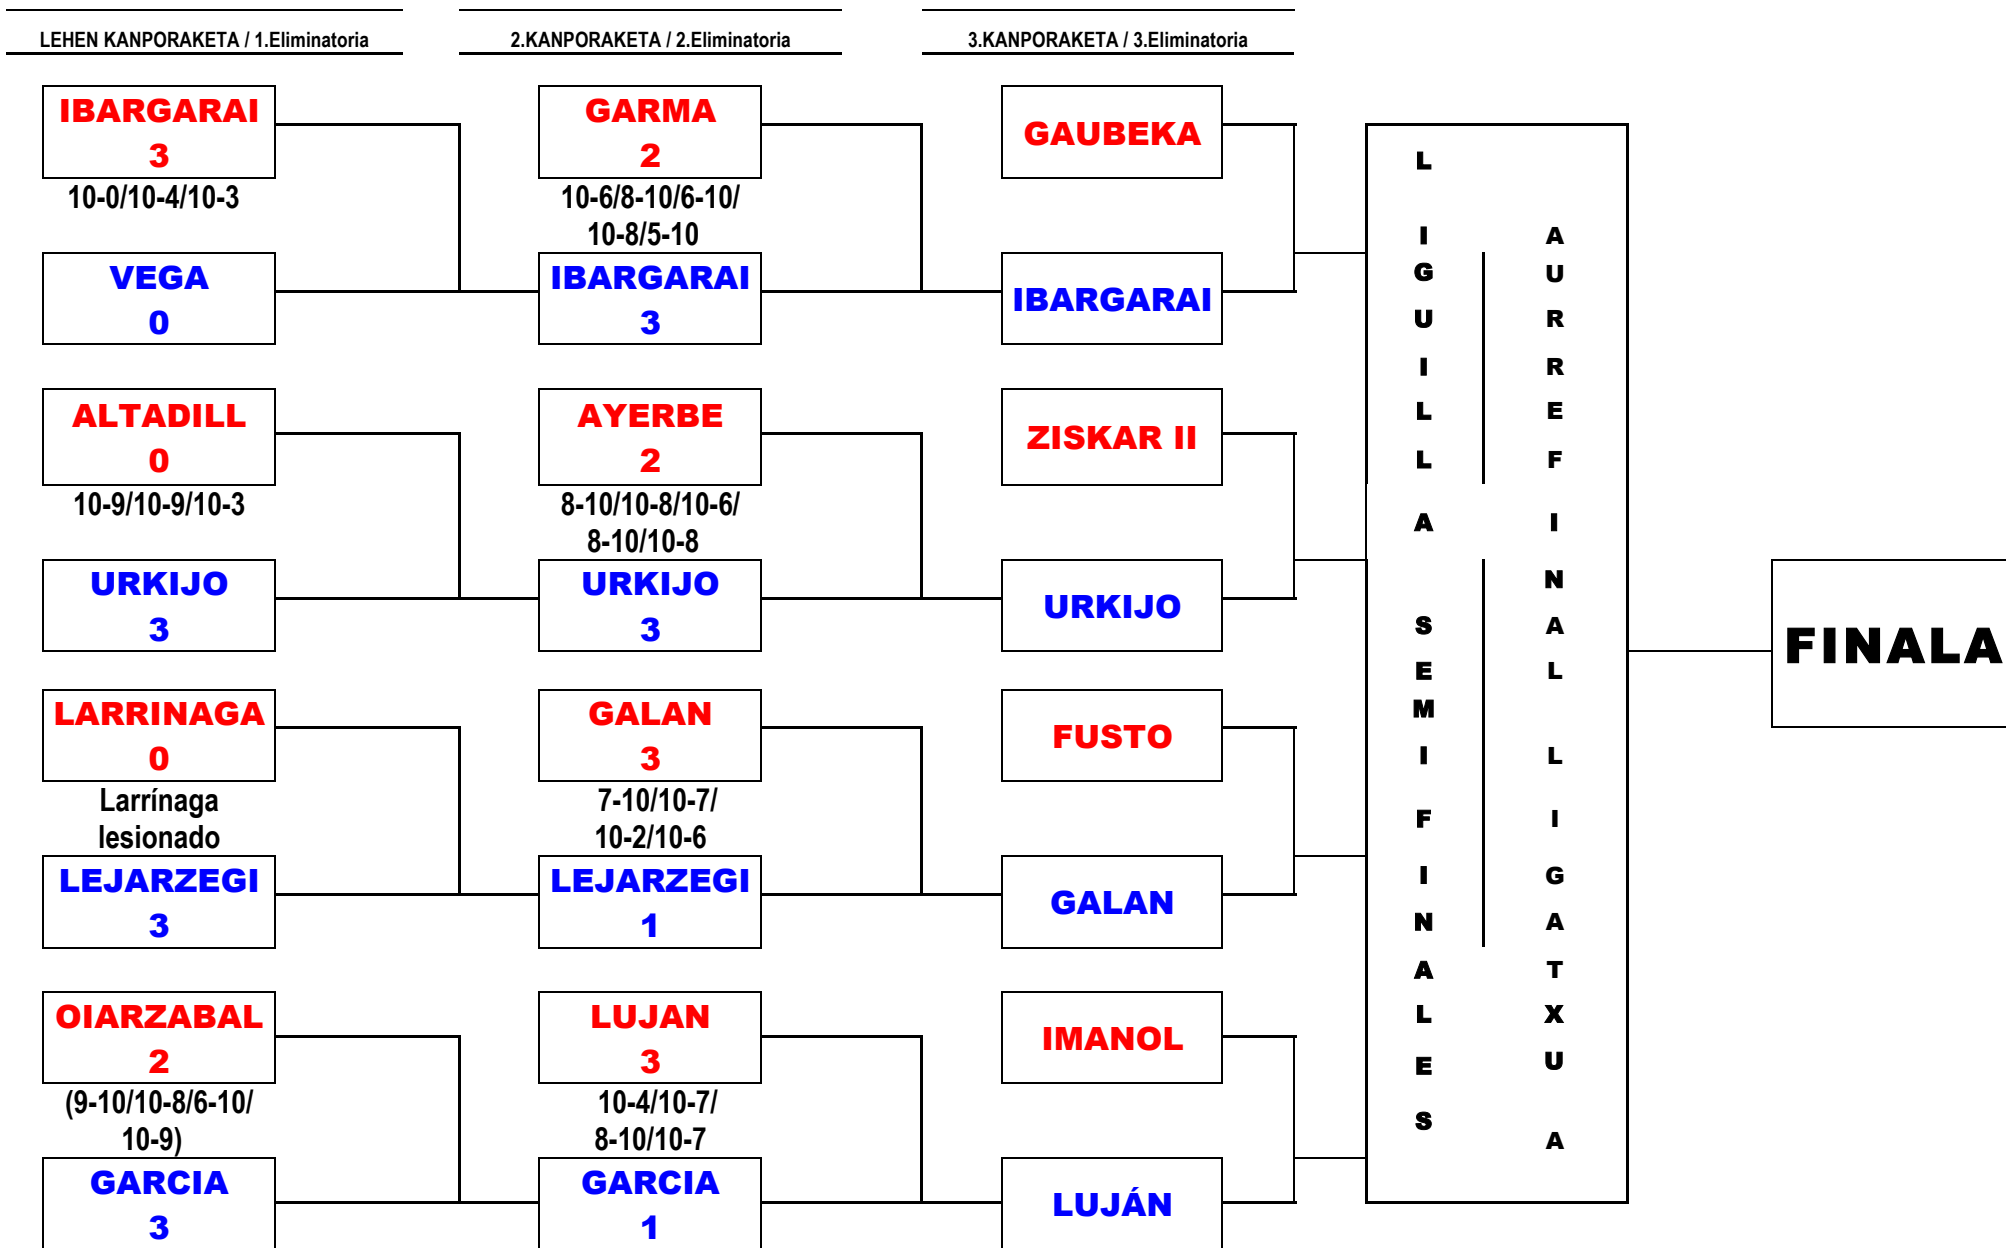 LEHEN KANPORAKETA / 1.Eliminatoria
IBARGARAI
3
10-0/10-4/10-3
VEGA
0
ALTADILL
0
10-9/10-9/10-3
URKIJO
3
LARRINAGA
0
Larrínaga
lesionado
LEJARZEGI
3
OIARZABAL
2
(9-10/10-8/6-10/
10-9)
GARCIA
3
2.KANPORAKETA / 2.Eliminatoria
GARMA
2
10-6/8-10/6-10/
10-8/5-10
IBARGARAI
3
AYERBE
2
8-10/10-8/10-6/
8-10/10-8
URKIJO
3
GALAN
3
7-10/10-7/
10-2/10-6
LEJARZEGI
1
LUJAN
3
10-4/10-7/
8-10/10-7
GARCIA
1
3.KANPORAKETA / 3.Eliminatoria
GAUBEKA
IBARGARAI
ZISKAR II
URKIJO
FUSTO
GALAN
IMANOL
LUJÁN
LIGUILLA SEMIFINALES
AURREFINAL LIGATXUA
FINALA